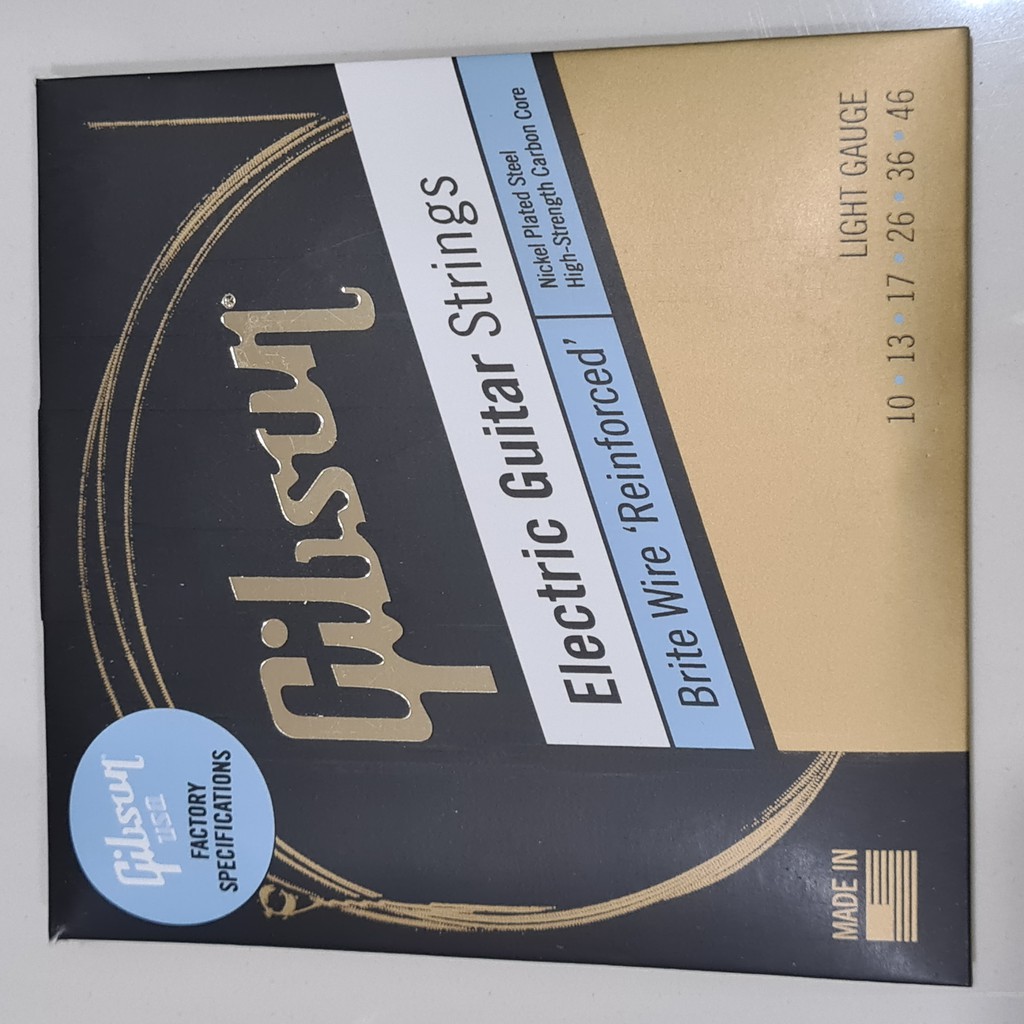 Gibson
USA
FACTORY
SPECIFICATIONS
Gibson®
Electric Guitar Strings
Brite Wire ‘Reinforced’
Nickel Plated Steel
High-Strength Carbon Core
MADE IN
LIGHT GAUGE
10 • 13 • 17 • 26 • 36 • 46